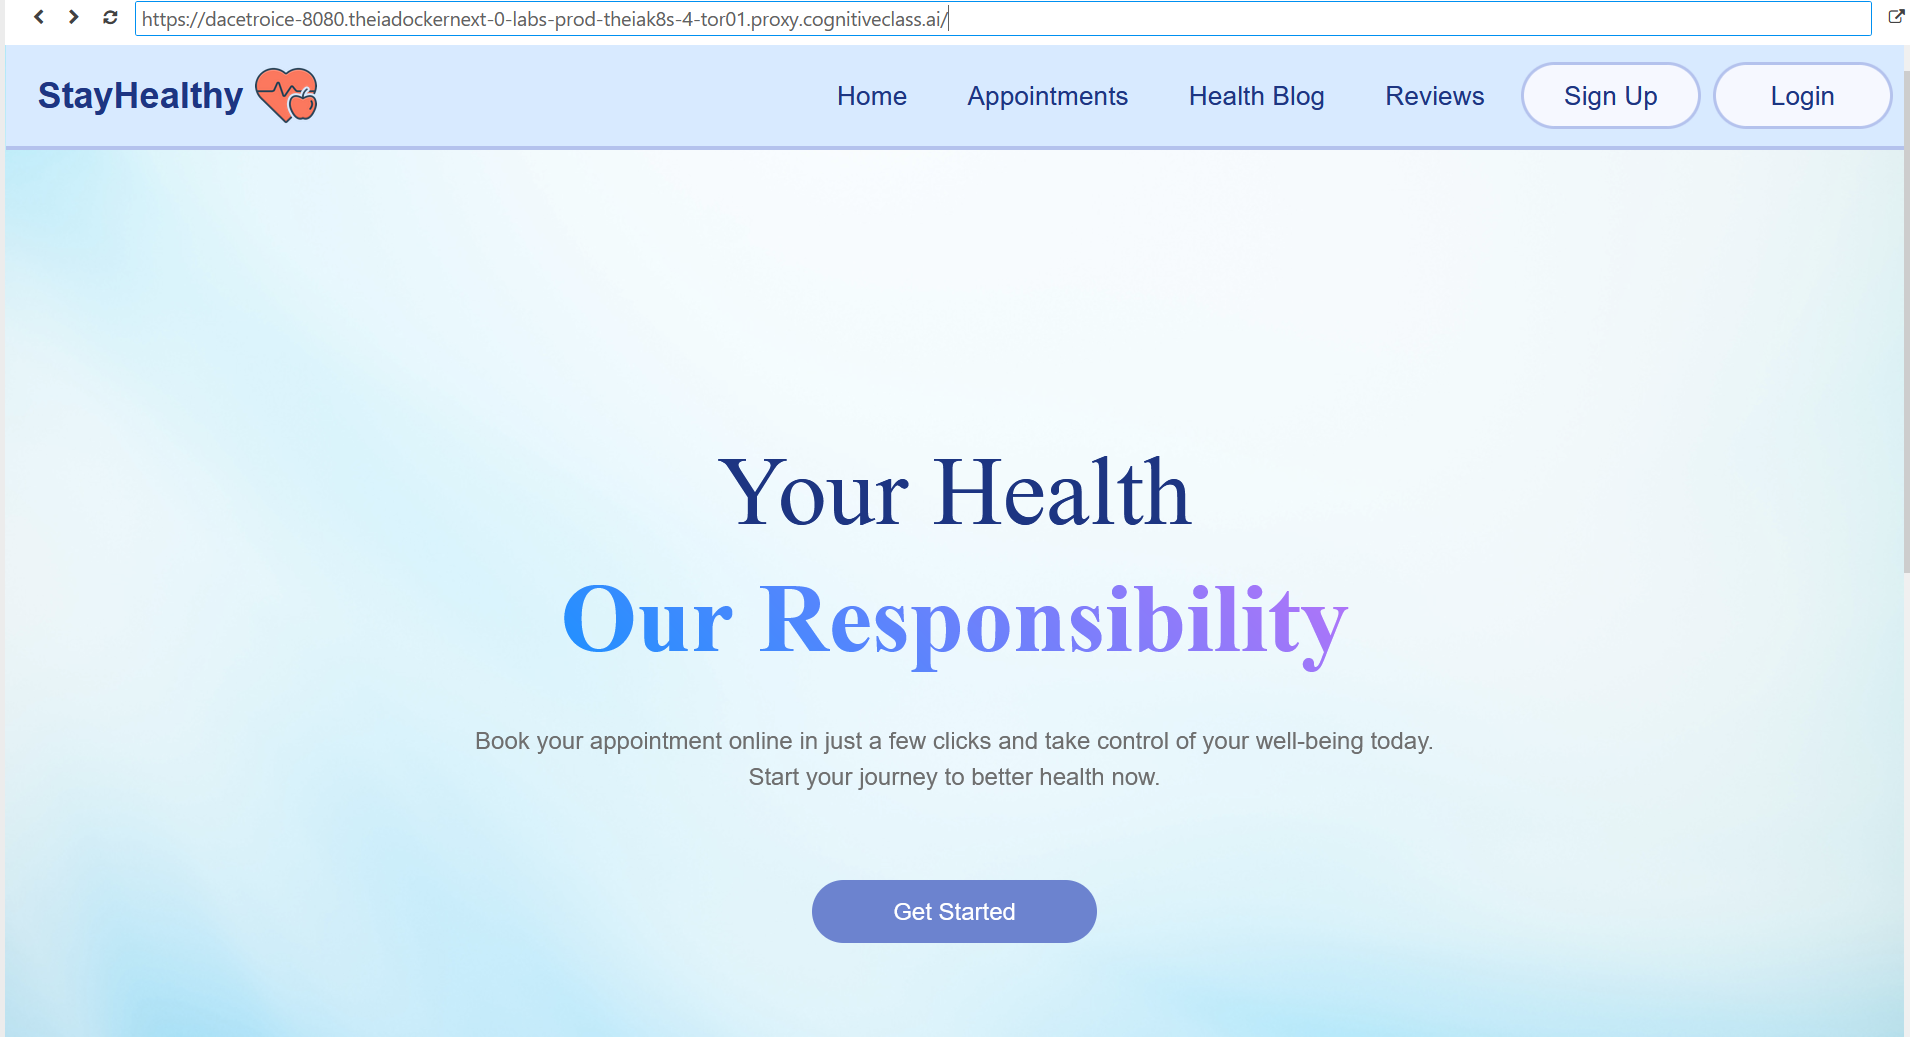 https://dacetroice-8080.theiadockernext-0-labs-prod-theiak8s-4-tor01.proxy.cognitiveclass.ai/
StayHealthy Home Appointments Health Blog Reviews Sign Up Login
Your Health
Our Responsibility
Book your appointment online in just a few clicks and take control of your well-being today.
Start your journey to better health now.
Get Started